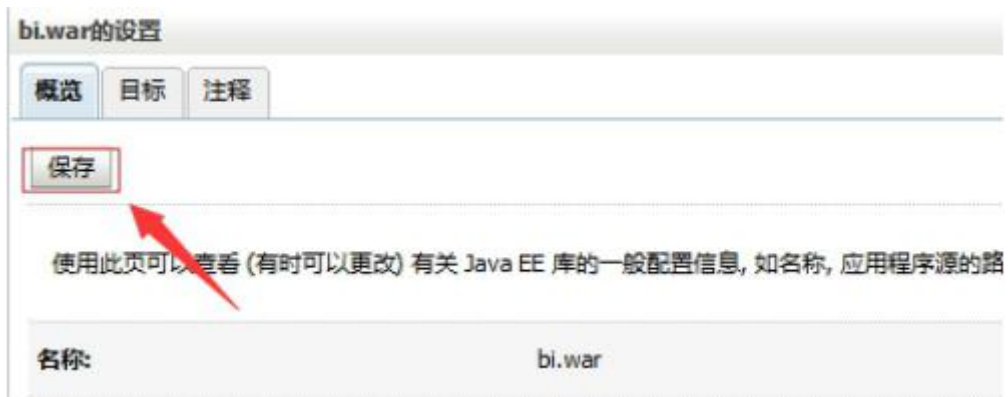 bi.war的设置
概览 目标 注释
保存
使用此页可以查看 (有时可以更改) 有关 Java EE 库的一般配置信息, 如名称, 应用程序源的路
名称: bi.war